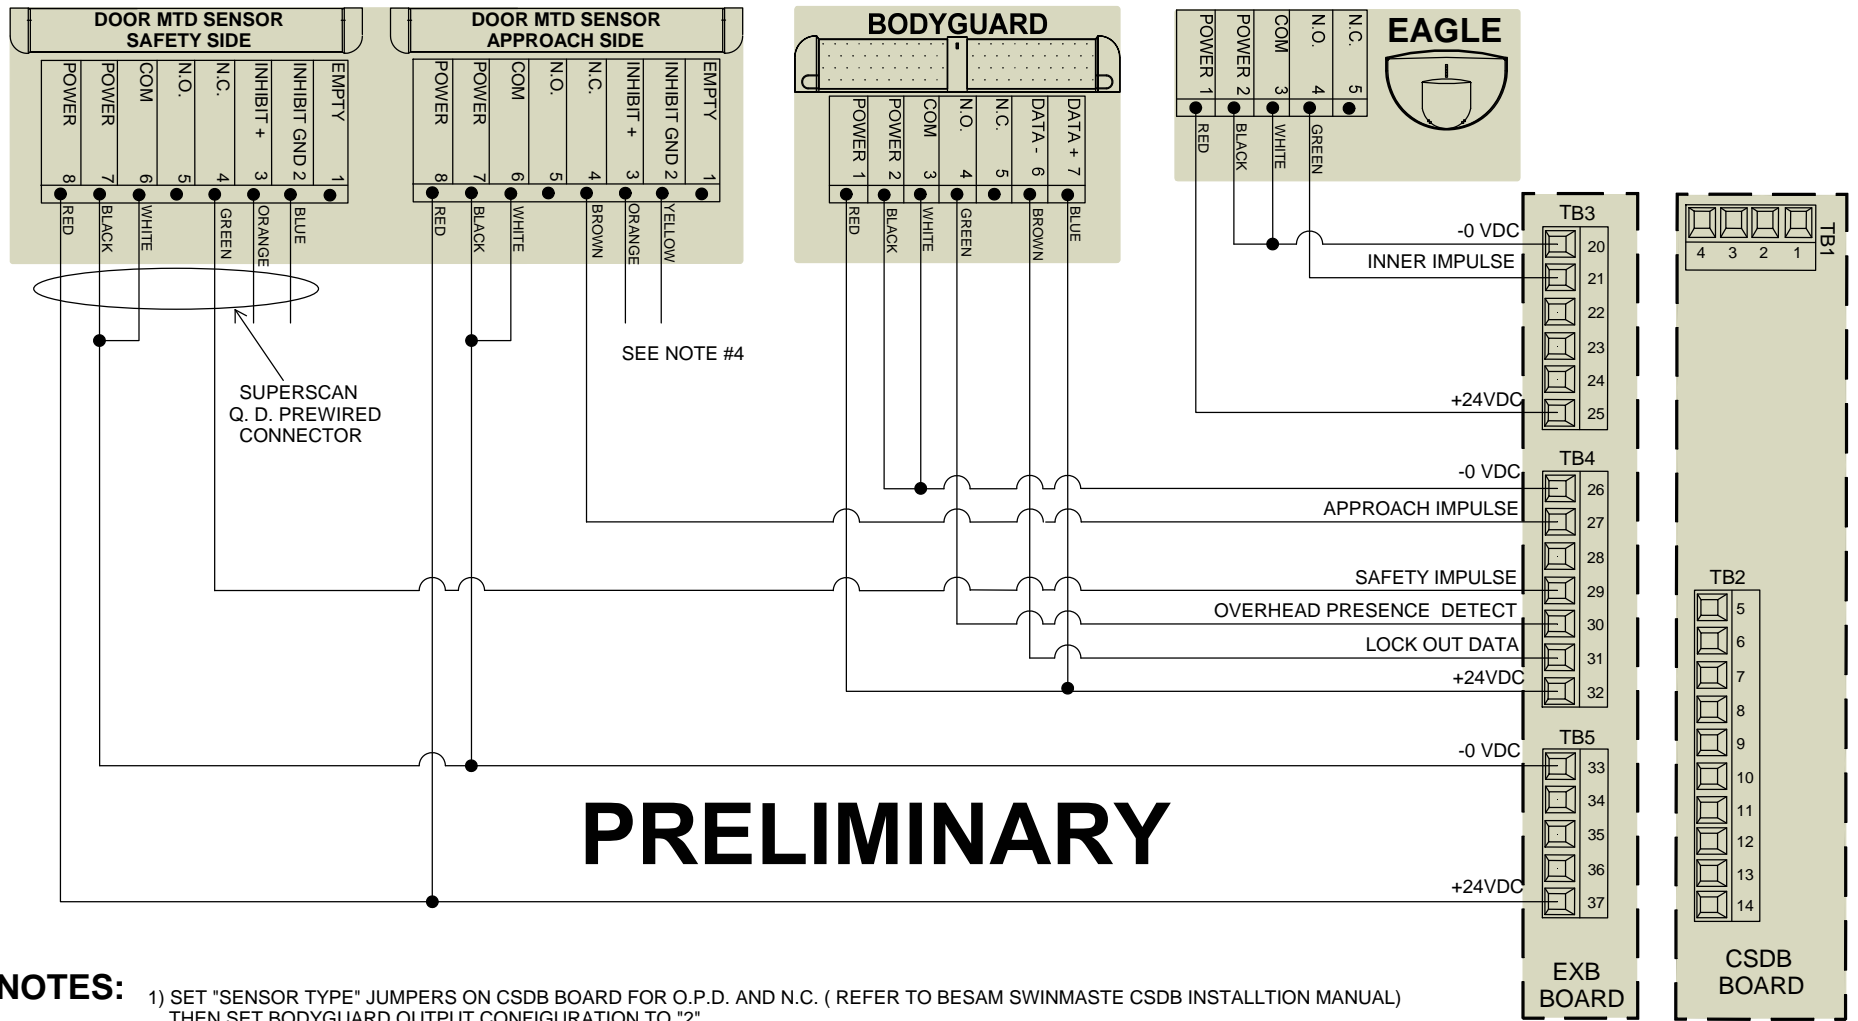 DOOR MTD SENSOR
SAFETY SIDE
POWER 8
POWER 7
COM 6
N.O. 5
N.C. 4
INHIBIT + 3
INHIBIT GND 2
EMPTY 1
RED
BLACK
WHITE
GREEN
ORANGE
BLUE
SUPERSCAN
Q. D. PREWIRED
CONNECTOR
DOOR MTD SENSOR
APPROACH SIDE
POWER 8
POWER 7
COM 6
N.O. 5
N.C. 4
INHIBIT + 3
INHIBIT GND 2
EMPTY 1
RED
BLACK
WHITE
BROWN
ORANGE
YELLOW
SEE NOTE #4
BODYGUARD
POWER 1
POWER 2
COM 3
N.O. 4
N.C. 5
DATA - 6
DATA + 7
RED
BLACK
WHITE
GREEN
BROWN
BLUE
EAGLE
POWER 1
POWER 2
COM 3
N.O. 4
N.C. 5
RED
BLACK
WHITE
GREEN
TB3
-0 VDC 20
INNER IMPULSE 21
22
23
24
+24VDC 25
TB4
-0 VDC 26
APPROACH IMPULSE 27
28
SAFETY IMPULSE 29
OVERHEAD PRESENCE DETECT 30
LOCK OUT DATA 31
+24VDC 32
TB5
-0 VDC 33
34
35
36
+24VDC 37
EXB
BOARD
TB1
4 3 2 1
TB2
5
6
7
8
9
10
11
12
13
14
CSDB
BOARD
PRELIMINARY
NOTES:
1) SET "SENSOR TYPE" JUMPERS ON CSDB BOARD FOR O.P.D. AND N.C. ( REFER TO BESAM SWINMASTE CSDB INSTALLTION MANUAL)
THEN SET BODYGUARD OUTPUT CONFIGURATION TO "2"